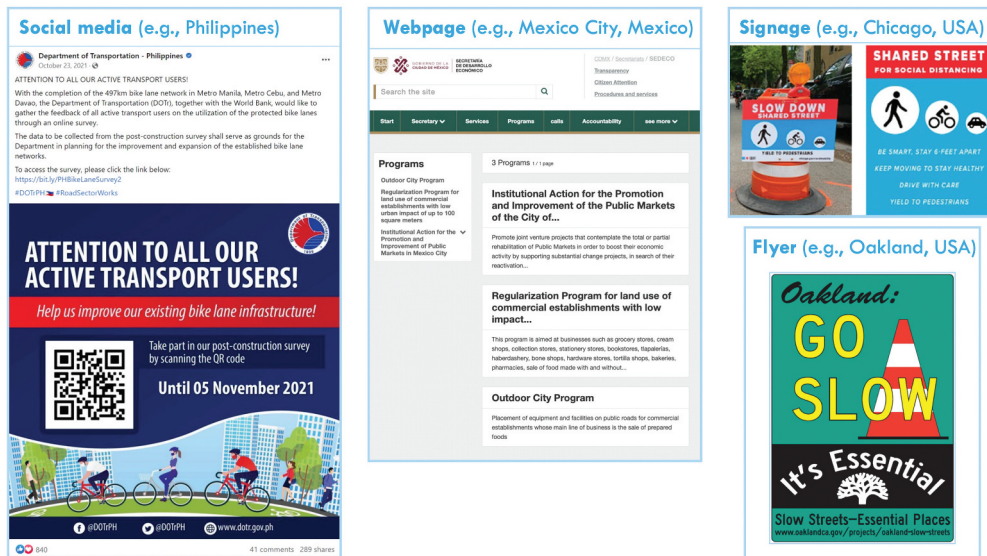 Social media (e.g., Philippines)
Department of Transportation - Philippines
October 23, 2021
ATTENTION TO ALL OUR ACTIVE TRANSPORT USERS!
With the completion of the 497km bike lane network in Metro Manila, Metro Cebu, and Metro
Davao, the Department of Transportation (DOTr), together with the World Bank, would like to
gather the feedback of all active transport users on the utilization of the protected bike lanes
through an online survey.
The data to be collected from the post-construction survey shall serve as grounds for the
Department in planning for the improvement and expansion of the established bike lane
networks.
To access the survey, please click the link below:
https://bit.ly/PHBikeLaneSurvey2
#DOTrPH #RoadSectorWorks
ATTENTION TO ALL OUR
ACTIVE TRANSPORT USERS!
Help us improve our existing bike lane infrastructure!
Take part in our post-construction survey
by scanning the QR code
Until 05 November 2021
@DOTrPH @DOTrPH www.dotr.gov.ph
840 41 comments 289 shares
Webpage (e.g., Mexico City, Mexico)
GOBIERNO DE LA
CIUDAD DE MÉXICO
SECRETARÍA
DE DESARROLLO
ECONÓMICO
CDMX / Secretariats / SEDECO
Transparency
Citizen Attention
Procedures and services
Search the site
Start Secretary Services Programs calls Accountability see more
Programs
Outdoor City Program
Regularization Program for
land use of commercial
establishments with low
urban impact of up to 100
square meters
Institutional Action for the
Promotion and
Improvement of Public
Markets in Mexico City
3 Programs 1 / 1 page
Institutional Action for the Promotion
and Improvement of the Public Markets
of the City of...
Promote joint venture projects that contemplate the total or partial
rehabilitation of Public Markets in order to boost their economic
activity by supporting substantial change projects, in search of their
reactivation...
Regularization Program for land use of
commercial establishments with low
impact...
This program is aimed at businesses such as grocery stores, cream
shops, collection stores, stationery stores, bookstores, tlapalerías,
haberdashery, bone shops, hardware stores, tortilla shops, bakeries,
pharmacies, sale of food made with and without...
Outdoor City Program
Placement of equipment and facilities on public roads for commercial
establishments whose main line of business is the sale of prepared
foods
Signage (e.g., Chicago, USA)
SLOW DOWN
SHARED STREET
YIELD TO PEDESTRIANS
SHARED STREET
FOR SOCIAL DISTANCING
BE SMART. STAY 6-FEET APART
KEEP MOVING TO STAY HEALTHY
DRIVE WITH CARE
YIELD TO PEDESTRIANS
Flyer (e.g., Oakland, USA)
Oakland:
GO
SLOW
It's Essential
Slow Streets—Essential Places
www.oaklandca.gov/projects/oakland-slow-streets